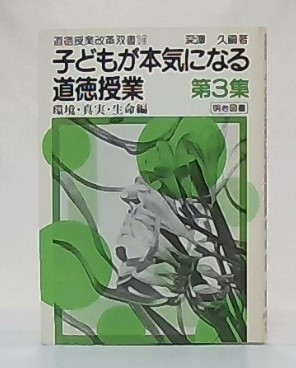 道徳授業改革双書16
深澤 久編著
子どもが本気になる
道徳授業 第3集
環境・真実・生命編
明治図書